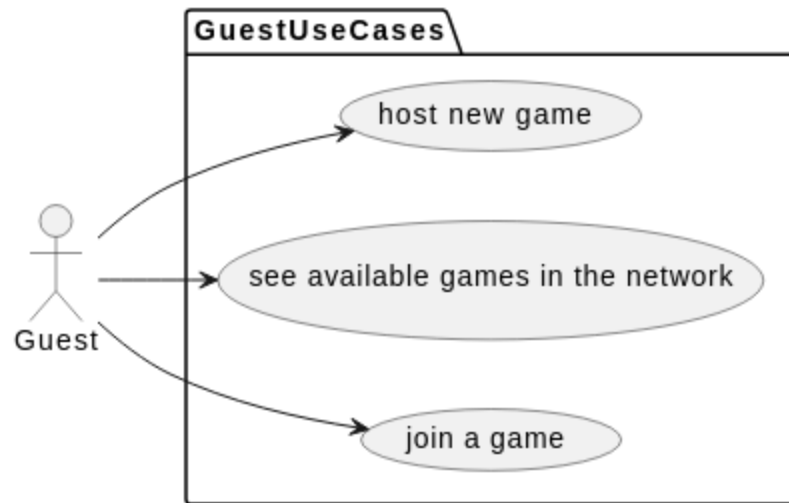 GuestUseCases
host new game
see available games in the network
Guest
join a game